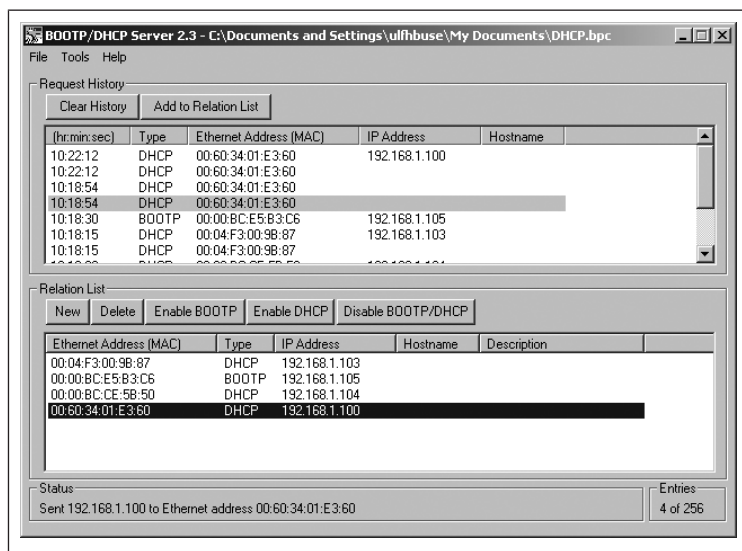 BOOTP/DHCP Server 2.3 - C:\Documents and Settings\ulfhbuse\My Documents\DHCP.bpc
File Tools Help
Request History
Clear History Add to Relation List
(hr:min:sec) Type Ethernet Address (MAC) IP Address Hostname
10:22:12 DHCP 00:60:34:01:E3:60 192.168.1.100
10:22:12 DHCP 00:60:34:01:E3:60
10:18:54 DHCP 00:60:34:01:E3:60
10:18:54 DHCP 00:60:34:01:E3:60
10:18:30 BOOTP 00:00:BC:E5:B3:C6 192.168.1.105
10:18:15 DHCP 00:04:F3:00:9B:87 192.168.1.103
10:18:15 DHCP 00:04:F3:00:9B:87
Relation List
New Delete Enable BOOTP Enable DHCP Disable BOOTP/DHCP
Ethernet Address (MAC) Type IP Address Hostname Description
00:04:F3:00:9B:87 DHCP 192.168.1.103
00:00:BC:E5:B3:C6 BOOTP 192.168.1.105
00:00:BC:CE:5B:50 DHCP 192.168.1.104
00:60:34:01:E3:60 DHCP 192.168.1.100
Status
Sent 192.168.1.100 to Ethernet address 00:60:34:01:E3:60
Entries
4 of 256